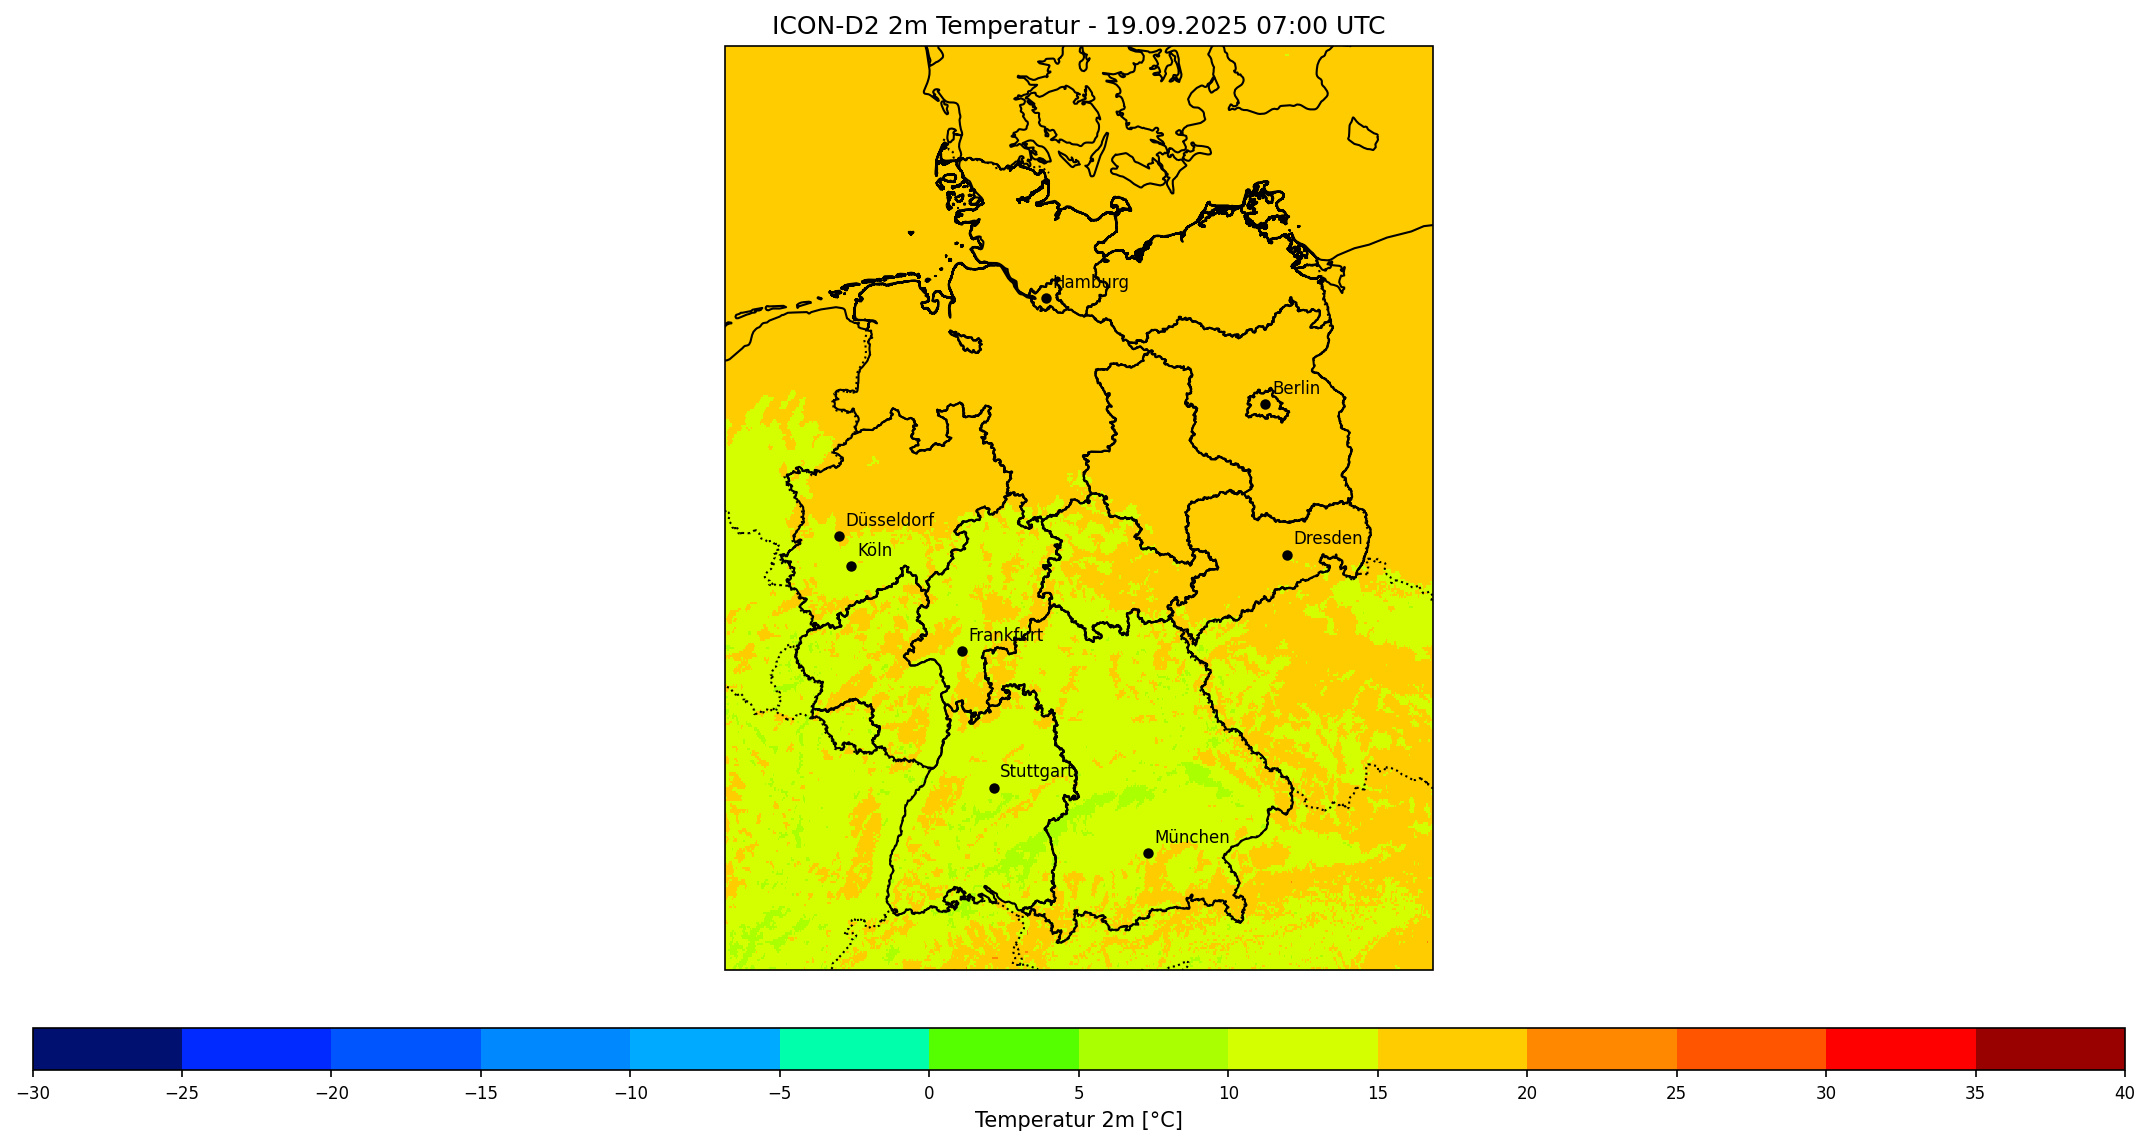 ICON-D2 2m Temperatur - 19.09.2025 07:00 UTC
Hamburg
Berlin
Düsseldorf
Köln
Dresden
Frankfurt
Stuttgart
München
−30 −25 −20 −15 −10 −5 0 5 10 15 20 25 30 35 40
Temperatur 2m [°C]